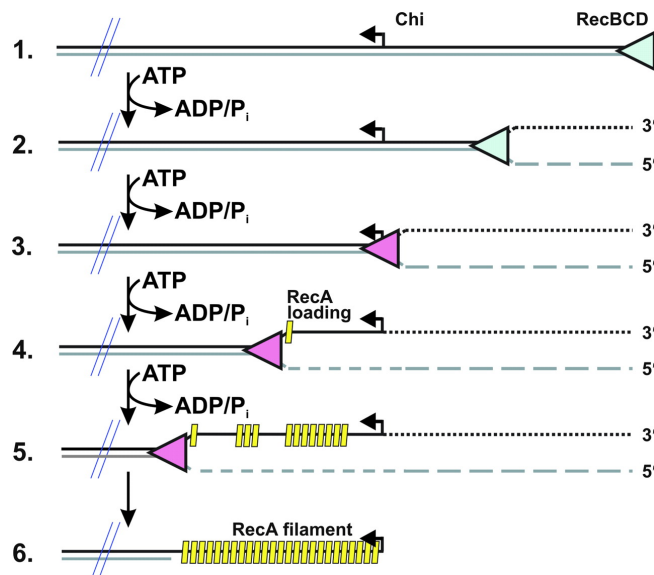 Chi RecBCD
1.
ATP
ADP/Pi
2. 3'
5'
ATP
ADP/Pi
3. 3'
5'
ATP
ADP/Pi
RecA
loading
4. 3'
5'
ATP
ADP/Pi
5. 3'
5'
RecA filament
6.